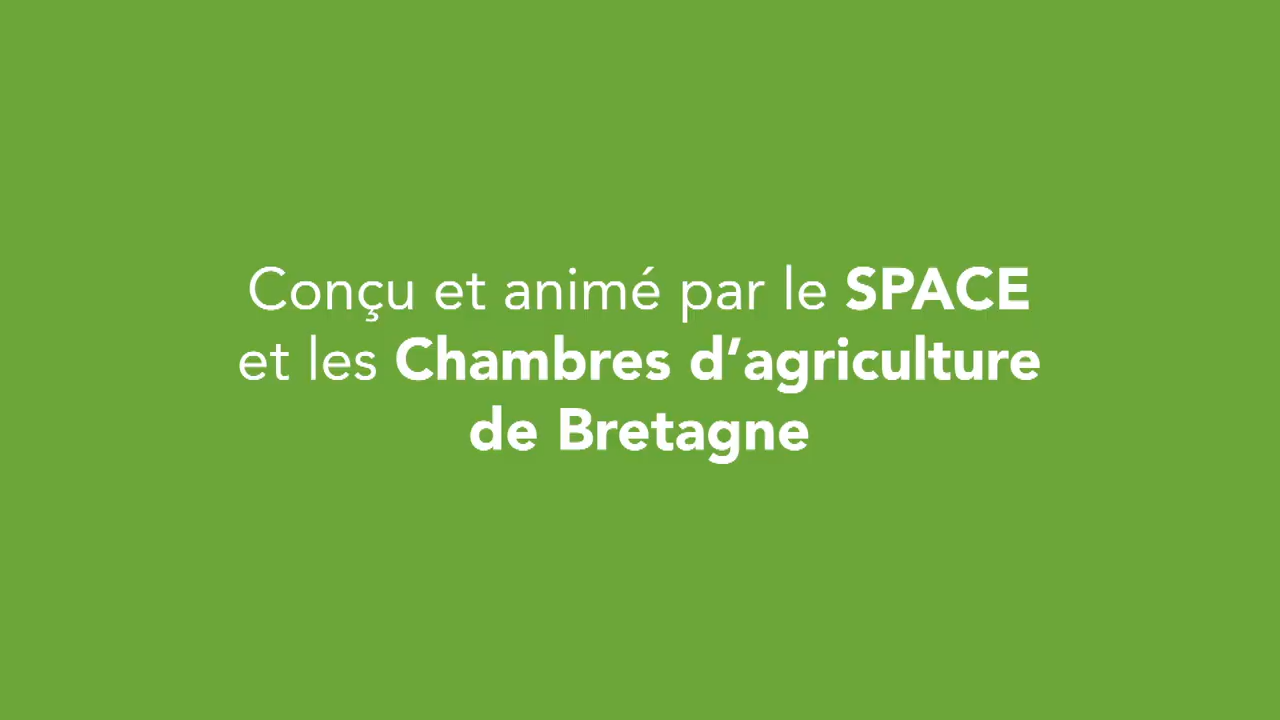 Conçu et animé par le SPACE
et les Chambres d’agriculture
de Bretagne